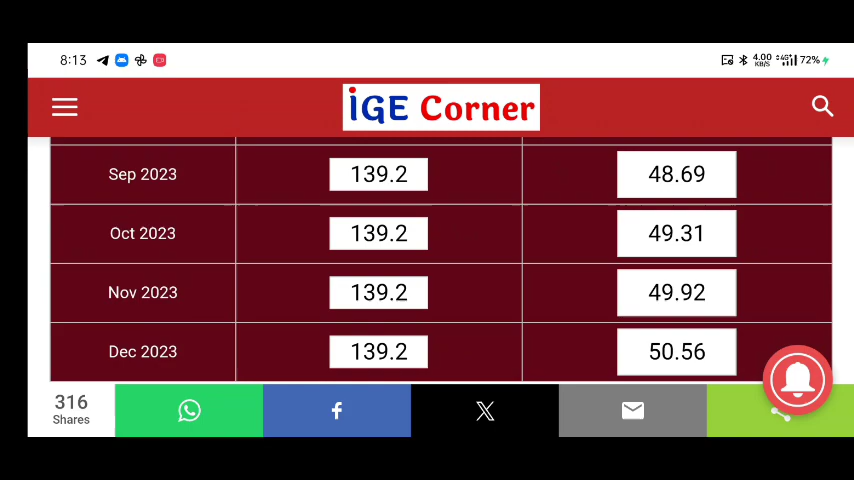 8:13 4.00 KB/S 4G+ 72%
iGE Corner
Sep 2023 139.2 48.69
Oct 2023 139.2 49.31
Nov 2023 139.2 49.92
Dec 2023 139.2 50.56
316
Shares